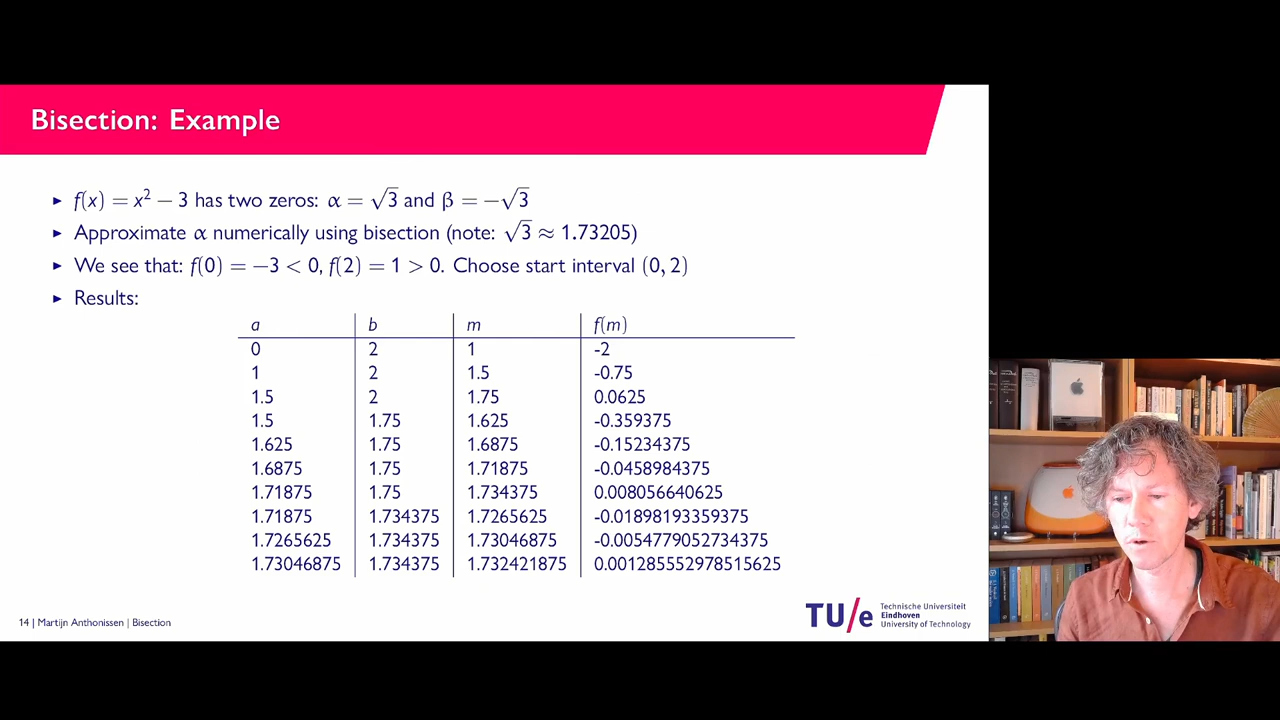 Bisection: Example
▸ f(x) = x² − 3 has two zeros: α = √3 and β = −√3
▸ Approximate α numerically using bisection (note: √3 ≈ 1.73205)
▸ We see that: f(0) = −3 < 0, f(2) = 1 > 0. Choose start interval (0, 2)
▸ Results:
a b m f(m)
0 2 1 -2
1 2 1.5 -0.75
1.5 2 1.75 0.0625
1.5 1.75 1.625 -0.359375
1.625 1.75 1.6875 -0.15234375
1.6875 1.75 1.71875 -0.0458984375
1.71875 1.75 1.734375 0.008056640625
1.71875 1.734375 1.7265625 -0.01898193359375
1.7265625 1.734375 1.73046875 -0.0054779052734375
1.73046875 1.734375 1.732421875 0.001285552978515625
14 | Martijn Anthonissen | Bisection
TU/e
Technische Universiteit
Eindhoven
University of Technology